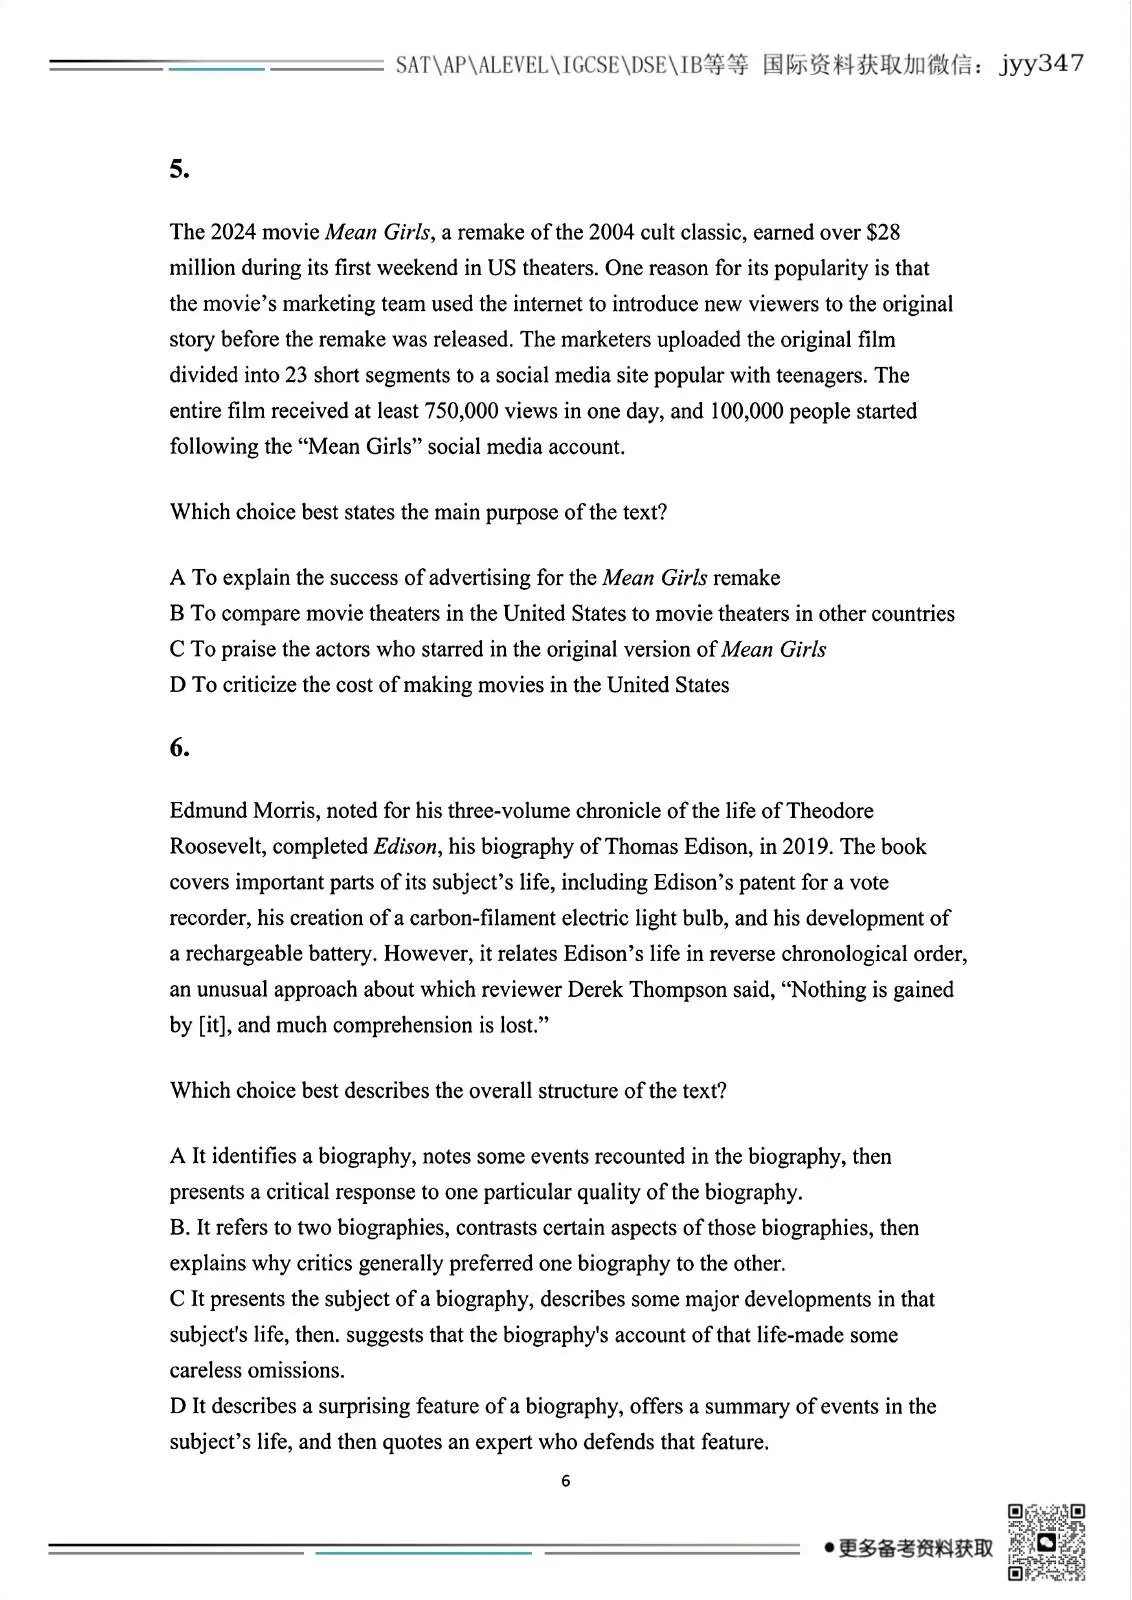 SAT\AP\ALEVEL\IGCSE\DSE\IB等等 国际资料获取加微信：jyy347
5.
The 2024 movie Mean Girls, a remake of the 2004 cult classic, earned over $28
million during its first weekend in US theaters. One reason for its popularity is that
the movie’s marketing team used the internet to introduce new viewers to the original
story before the remake was released. The marketers uploaded the original film
divided into 23 short segments to a social media site popular with teenagers. The
entire film received at least 750,000 views in one day, and 100,000 people started
following the “Mean Girls” social media account.
Which choice best states the main purpose of the text?
A To explain the success of advertising for the Mean Girls remake
B To compare movie theaters in the United States to movie theaters in other countries
C To praise the actors who starred in the original version of Mean Girls
D To criticize the cost of making movies in the United States
6.
Edmund Morris, noted for his three-volume chronicle of the life of Theodore
Roosevelt, completed Edison, his biography of Thomas Edison, in 2019. The book
covers important parts of its subject’s life, including Edison’s patent for a vote
recorder, his creation of a carbon-filament electric light bulb, and his development of
a rechargeable battery. However, it relates Edison’s life in reverse chronological order,
an unusual approach about which reviewer Derek Thompson said, “Nothing is gained
by [it], and much comprehension is lost.”
Which choice best describes the overall structure of the text?
A It identifies a biography, notes some events recounted in the biography, then
presents a critical response to one particular quality of the biography.
B. It refers to two biographies, contrasts certain aspects of those biographies, then
explains why critics generally preferred one biography to the other.
C It presents the subject of a biography, describes some major developments in that
subject's life, then. suggests that the biography's account of that life-made some
careless omissions.
D It describes a surprising feature of a biography, offers a summary of events in the
subject’s life, and then quotes an expert who defends that feature.
6
●更多备考资料获取